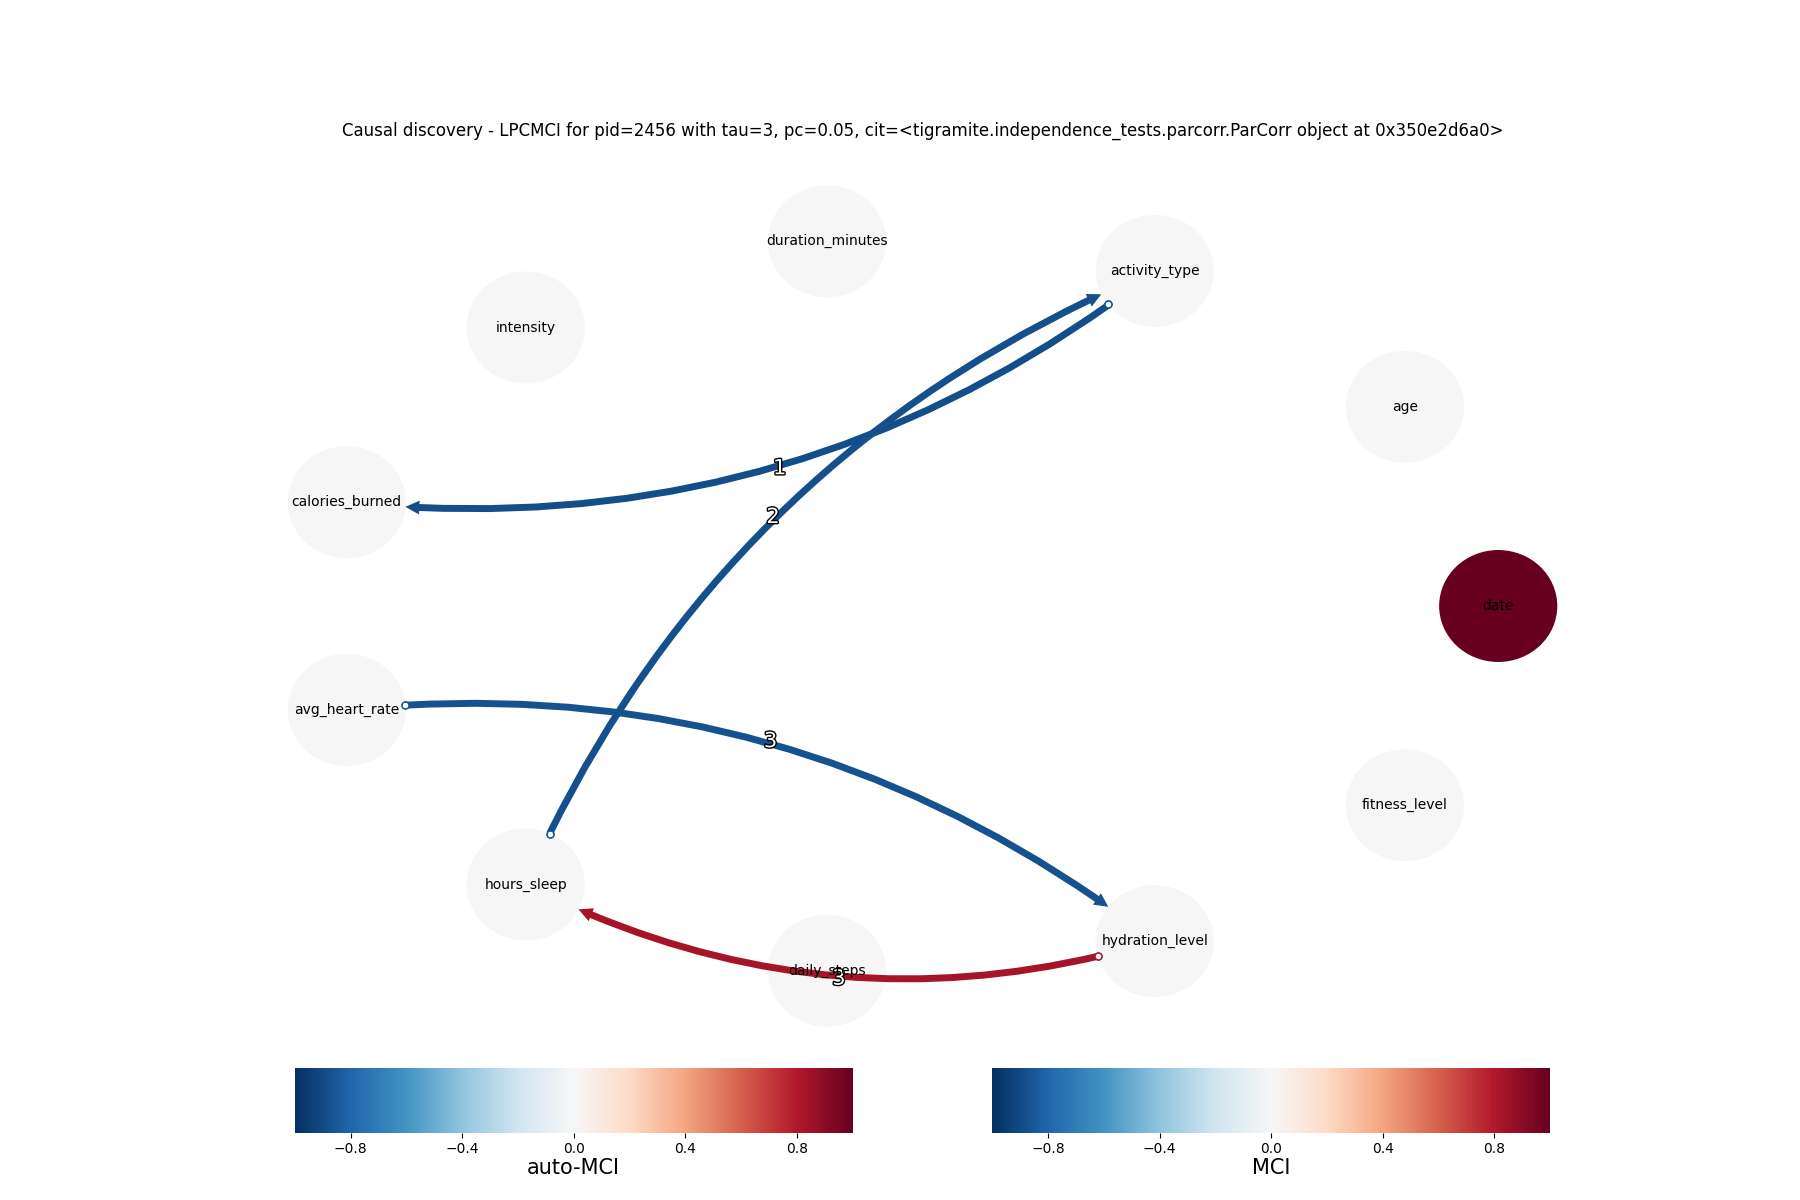 Causal discovery - LPCMCI for pid=2456 with tau=3, pc=0.05, cit=<tigramite.independence_tests.parcorr.ParCorr object at 0x350e2d6a0>
duration_minutes
activity_type
intensity
age
1
calories_burned
2
date
avg_heart_rate
3
fitness_level
hours_sleep
hydration_level
daily_steps
3
−0.8 −0.4 0.0 0.4 0.8
auto-MCI
−0.8 −0.4 0.0 0.4 0.8
MCI